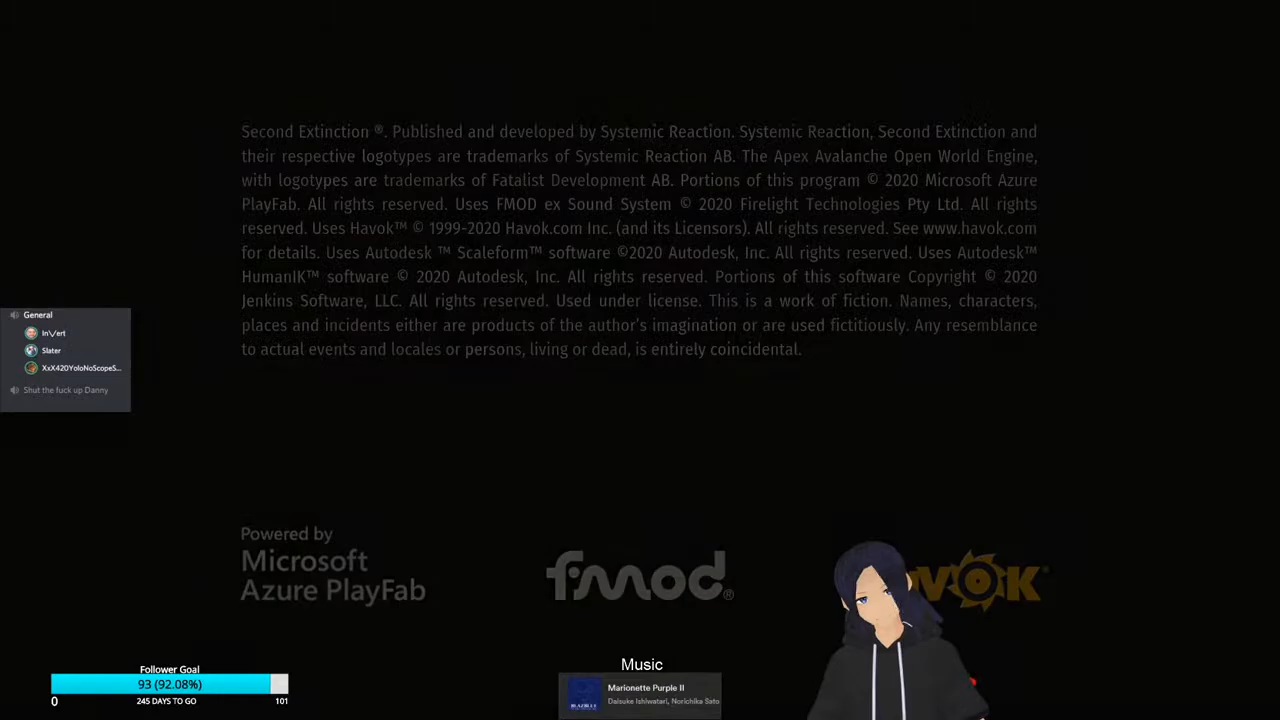 Second Extinction ®. Published and developed by Systemic Reaction. Systemic Reaction, Second Extinction and
their respective logotypes are trademarks of Systemic Reaction AB. The Apex Avalanche Open World Engine,
with logotypes are trademarks of Fatalist Development AB. Portions of this program © 2020 Microsoft Azure
PlayFab. All rights reserved. Uses FMOD ex Sound System © 2020 Firelight Technologies Pty Ltd. All rights
reserved. Uses Havok™ © 1999-2020 Havok.com Inc. (and its Licensors). All rights reserved. See www.havok.com
for details. Uses Autodesk ™ Scaleform™ software ©2020 Autodesk, Inc. All rights reserved. Uses Autodesk™
HumanIK™ software © 2020 Autodesk, Inc. All rights reserved. Portions of this software Copyright © 2020
Jenkins Software, LLC. All rights reserved. Used under license. This is a work of fiction. Names, characters,
places and incidents either are products of the author's imagination or are used fictitiously. Any resemblance
to actual events and locales or persons, living or dead, is entirely coincidental.
General
In\/ert
Slater
XxX420YoloNoScopeS...
Shut the fuck up Danny
Powered by
Microsoft
Azure PlayFab
fmod®
VOK
Follower Goal
93 (92.08%)
0
245 DAYS TO GO
101
Music
Marionette Purple II
Daisuke Ishiwatari, Norichika Sato